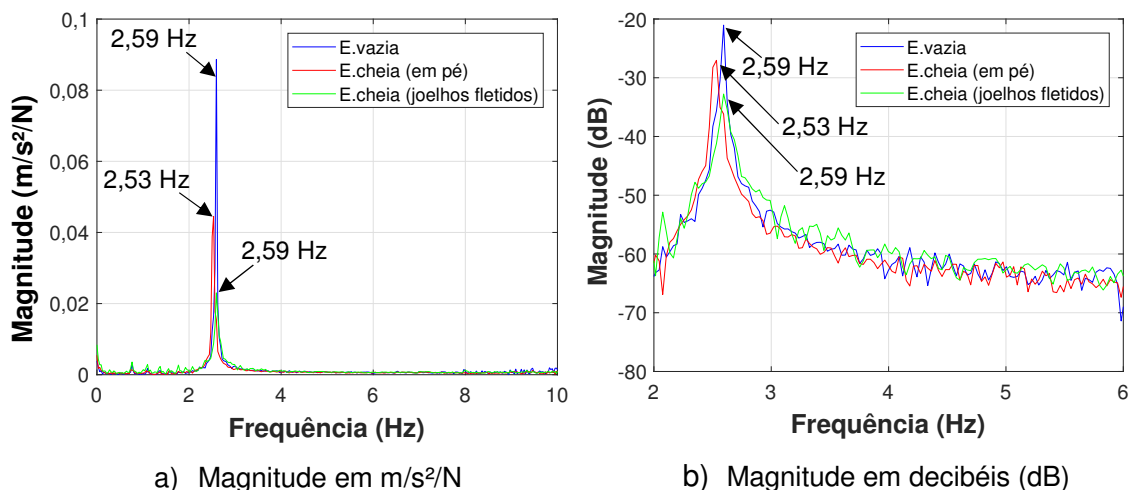 0,1
0,08
0,06
0,04
0,02
0
Magnitude (m/s²/N)
2,59 Hz
2,53 Hz
2,59 Hz
E.vazia
E.cheia (em pé)
E.cheia (joelhos fletidos)
0 2 4 6 8 10
Frequência (Hz)
a) Magnitude em m/s²/N
-20
-30
-40
-50
-60
-70
-80
Magnitude (dB)
2,59 Hz
2,53 Hz
2,59 Hz
E.vazia
E.cheia (em pé)
E.cheia (joelhos fletidos)
2 3 4 5 6
Frequência (Hz)
b) Magnitude em decibéis (dB)